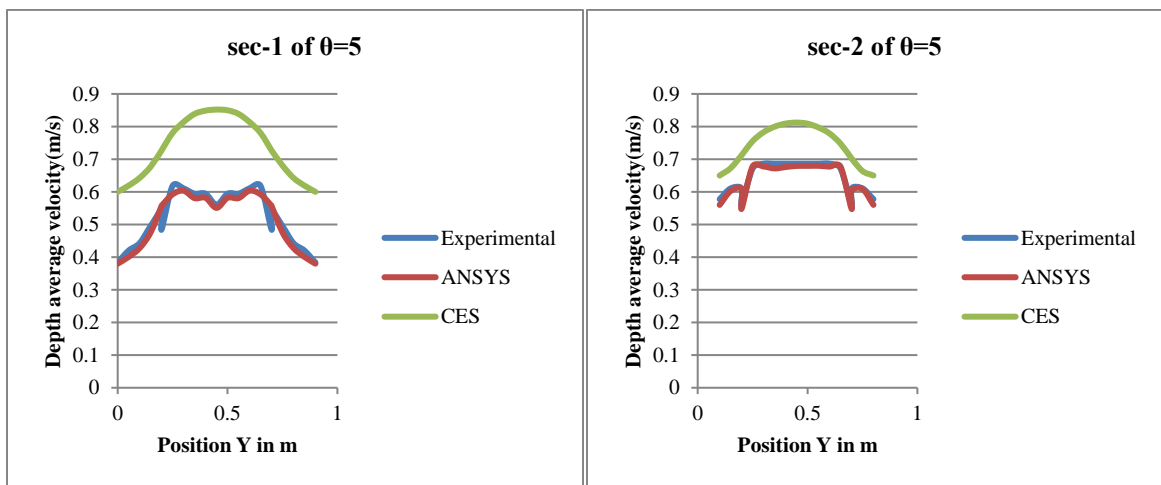 sec-1 of θ=5
Depth average velocity(m/s)
0.9
0.8
0.7
0.6
0.5
0.4
0.3
0.2
0.1
0
0 0.5 1
Position Y in m
Experimental
ANSYS
CES
sec-2 of θ=5
Depth average velocity(m/s)
0.9
0.8
0.7
0.6
0.5
0.4
0.3
0.2
0.1
0
0 0.5 1
Position Y in m
Experimental
ANSYS
CES